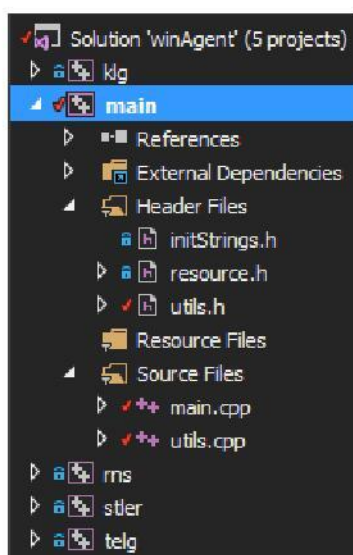 Solution 'winAgent' (5 projects)
klg
main
References
External Dependencies
Header Files
initStrings.h
resource.h
utils.h
Resource Files
Source Files
main.cpp
utils.cpp
rns
stler
telg